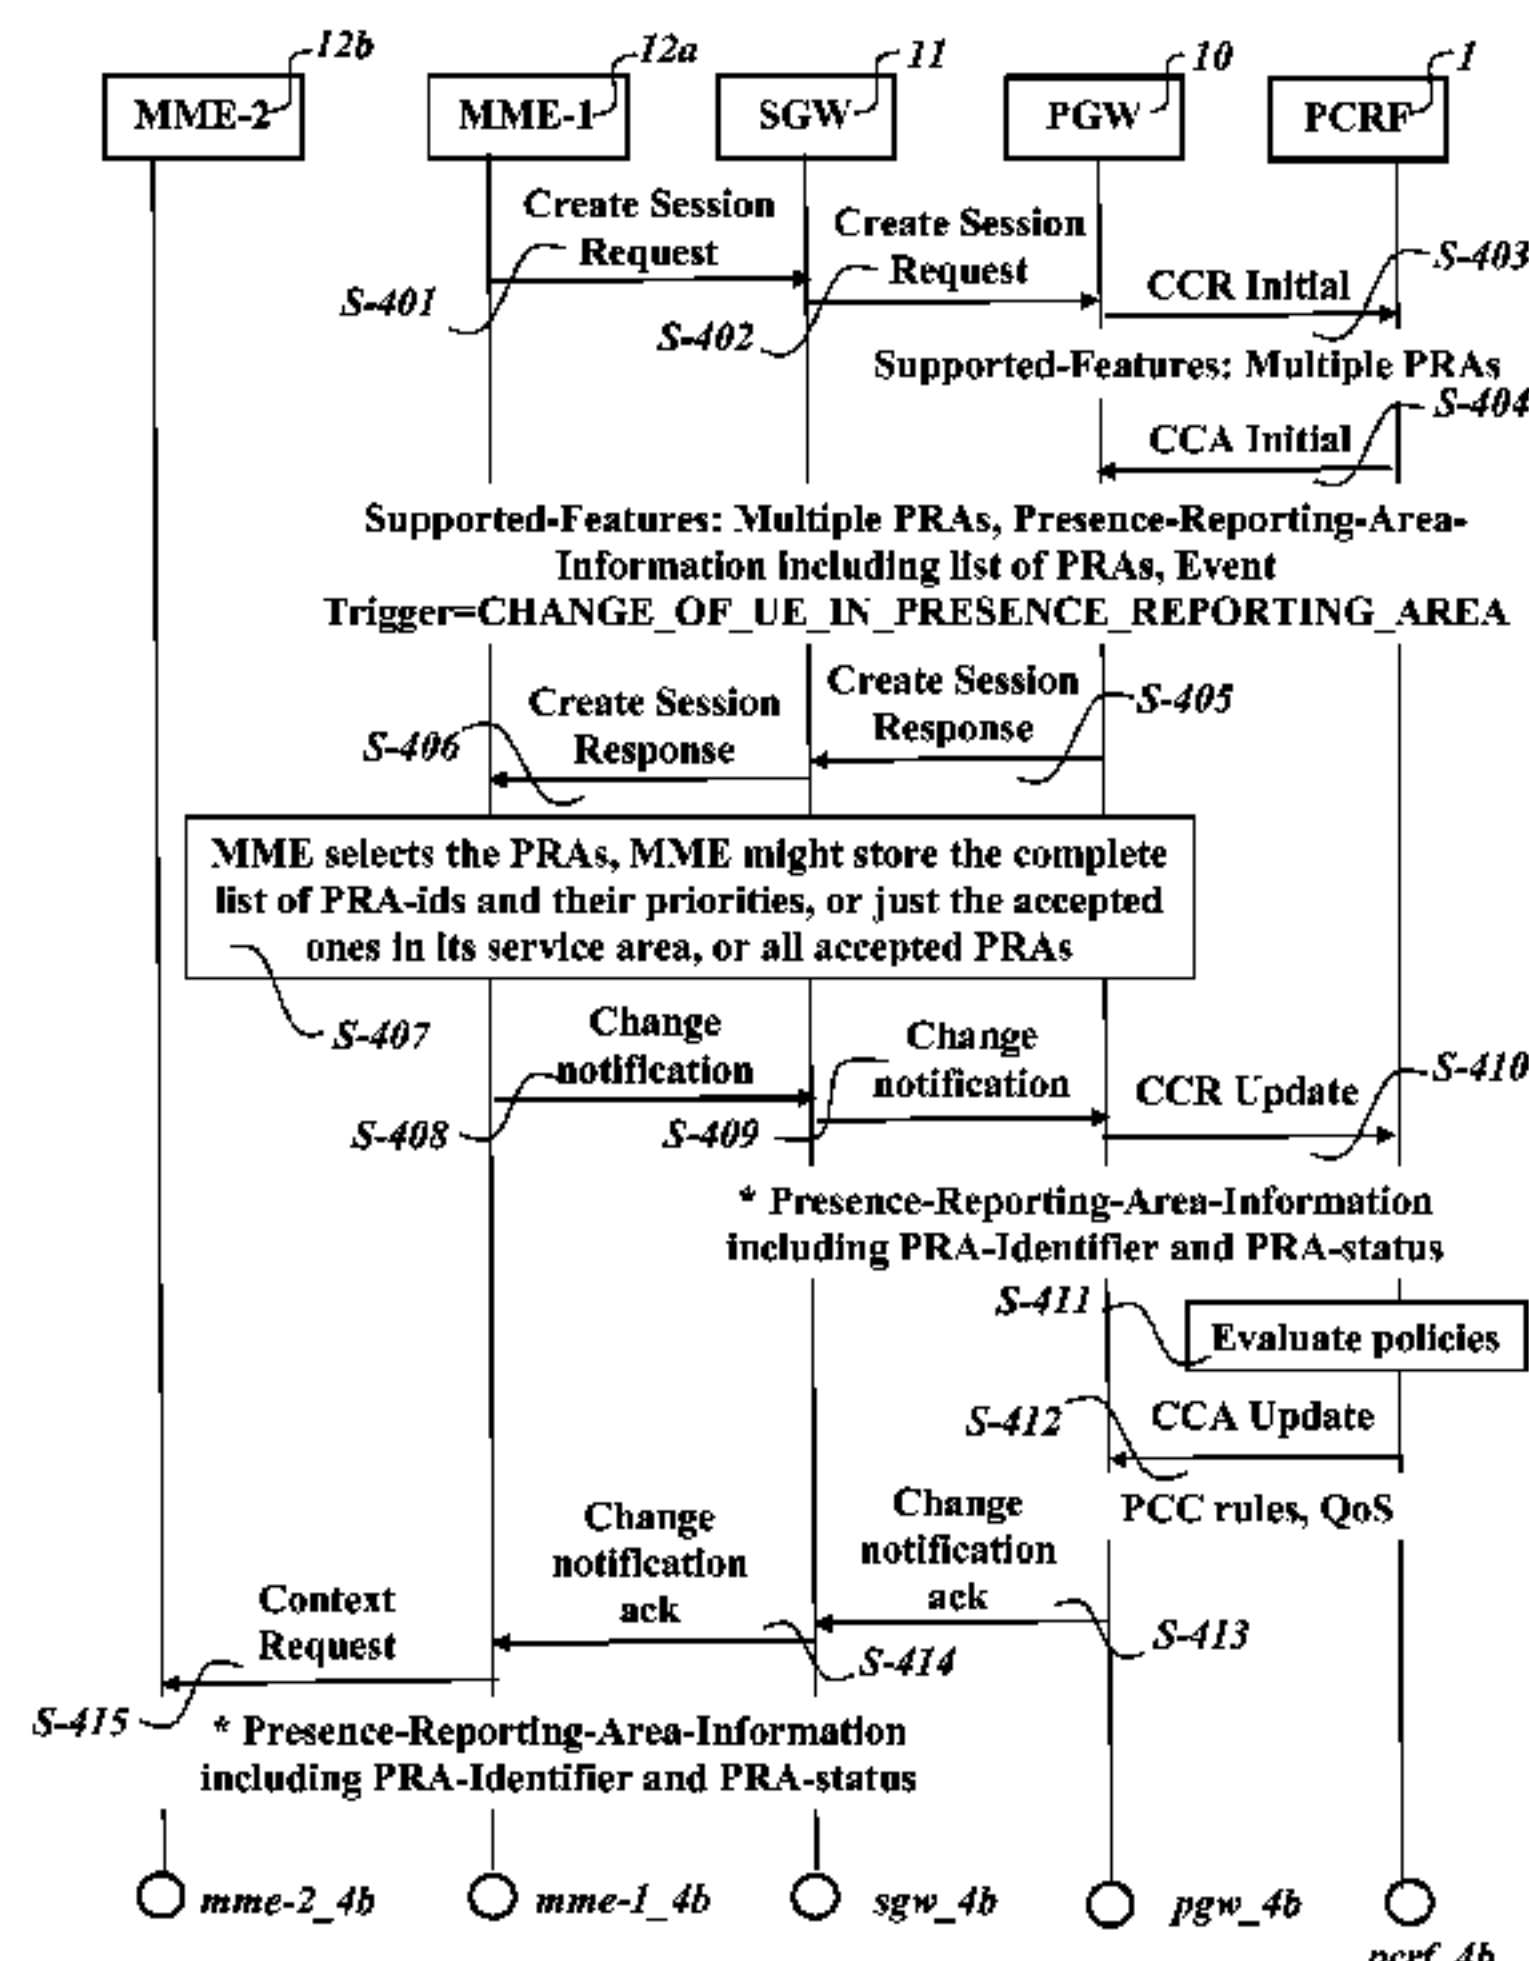 12b
12a
11
10
1
MME-2
MME-1
SGW
PGW
PCRF
Create Session
Request
S-401
Create Session
Request
S-402
CCR Initial
S-403
Supported-Features: Multiple PRAs
S-404
CCA Initial
Supported-Features: Multiple PRAs, Presence-Reporting-Area-
Information including list of PRAs, Event
Trigger=CHANGE_OF_UE_IN_PRESENCE_REPORTING_AREA
Create Session
Response
S-405
Create Session
Response
S-406
MME selects the PRAs, MME might store the complete
list of PRA-ids and their priorities, or just the accepted
ones in its service area, or all accepted PRAs
S-407
Change
notification
S-408
Change
notification
S-409
CCR Update
S-410
* Presence-Reporting-Area-Information
including PRA-Identifier and PRA-status
S-411
Evaluate policies
S-412
CCA Update
PCC rules, QoS
Change
notification
ack
S-413
Change
notification
ack
S-414
Context
Request
S-415
* Presence-Reporting-Area-Information
including PRA-Identifier and PRA-status
mme-2_4b
mme-1_4b
sgw_4b
pgw_4b